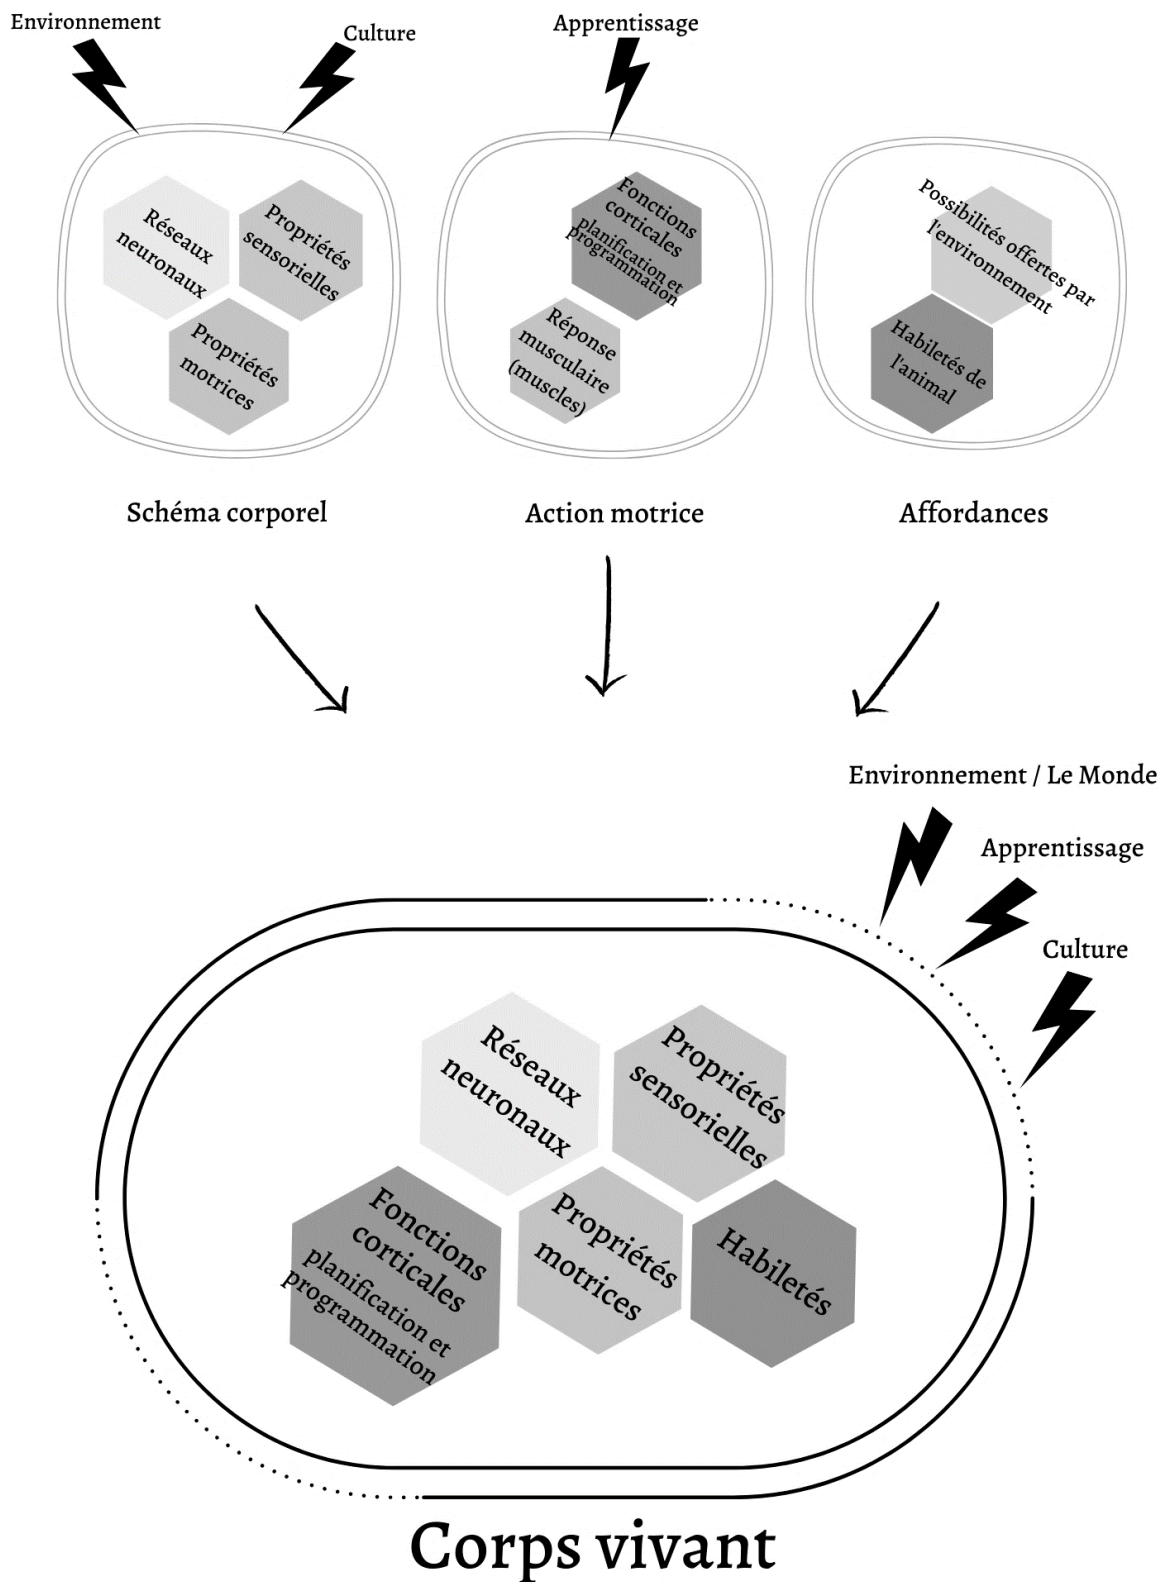 Environnement
Culture
Apprentissage
Réseaux
neuronaux
Propriétés
sensorielles
Propriétés
motrices
Fonctions
corticales
planification et
programmation
Réponse
musculaire
(muscles)
Possibilités offertes par
l'environnement
Habiletés de
l'animal
Schéma corporel
Action motrice
Affordances
Environnement / Le Monde
Apprentissage
Culture
Réseaux
neuronaux
Propriétés
sensorielles
Fonctions
corticales
planification et
programmation
Propriétés
motrices
Habiletés
Corps vivant